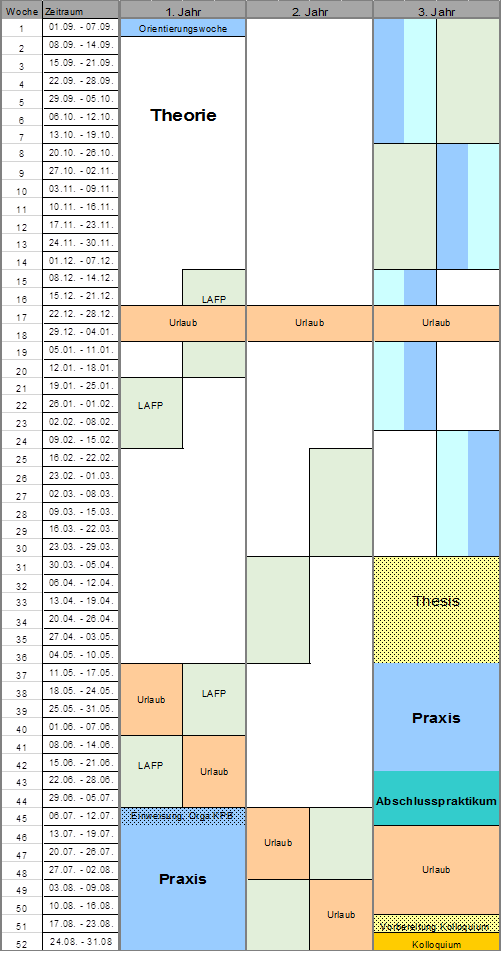 Woche Zeitraum 1. Jahr 2. Jahr 3. Jahr
1 01.09. - 07.09. Orientierungswoche
2 08.09. - 14.09.
3 15.09. - 21.09.
4 22.09. - 28.09.
5 29.09. - 05.10.
6 06.10. - 12.10. Theorie
7 13.10. - 19.10.
8 20.10. - 26.10.
9 27.10. - 02.11.
10 03.11. - 09.11.
11 10.11. - 16.11.
12 17.11. - 23.11.
13 24.11. - 30.11.
14 01.12. - 07.12.
15 08.12. - 14.12.
16 15.12. - 21.12. LAFP
17 22.12. - 28.12. Urlaub Urlaub Urlaub
18 29.12. - 04.01.
19 05.01. - 11.01.
20 12.01. - 18.01.
21 19.01. - 25.01.
22 26.01. - 01.02. LAFP
23 02.02. - 08.02.
24 09.02. - 15.02.
25 16.02. - 22.02.
26 23.02. - 01.03.
27 02.03. - 08.03.
28 09.03. - 15.03.
29 16.03. - 22.03.
30 23.03. - 29.03.
31 30.03. - 05.04.
32 06.04. - 12.04.
33 13.04. - 19.04. Thesis
34 20.04. - 26.04.
35 27.04. - 03.05.
36 04.05. - 10.05.
37 11.05. - 17.05.
38 18.05. - 24.05. Urlaub LAFP
39 25.05. - 31.05. Praxis
40 01.06. - 07.06.
41 08.06. - 14.06.
42 15.06. - 21.06. LAFP Urlaub
43 22.06. - 28.06.
44 29.06. - 05.07. Abschlusspraktikum
45 06.07. - 12.07. Einweisung, Orga KPB
46 13.07. - 19.07. Urlaub
47 20.07. - 26.07.
48 27.07. - 02.08. Praxis Urlaub
49 03.08. - 09.08.
50 10.08. - 16.08. Urlaub
51 17.08. - 23.08. Vorbereitung Kolloquium
52 24.08. - 31.08 Kolloquium